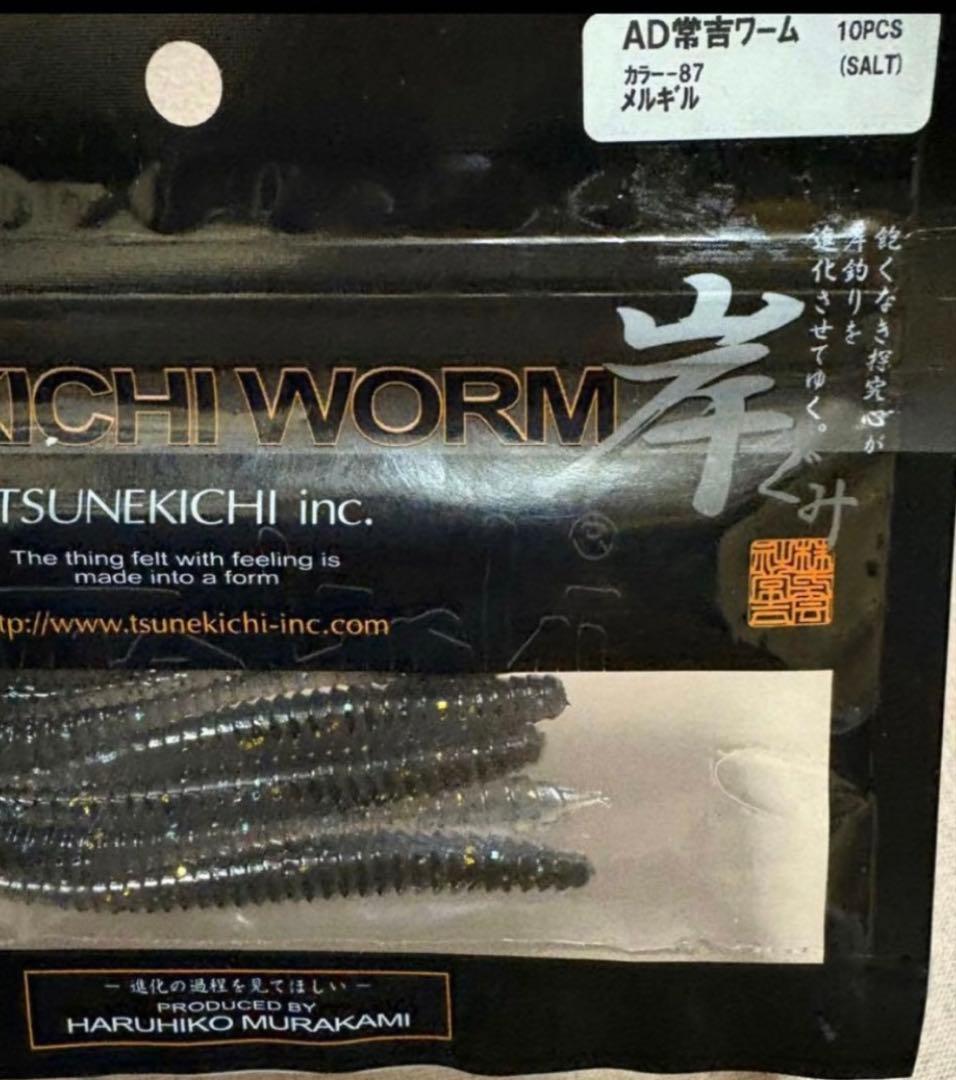 AD常吉ワーム 10PCS
カラー-87 (SALT)
メルギル
飽くなき探究心が
岸釣りを
進化させてゆく。
岸ぐみ
KICHI WORM
TSUNEKICHI inc.
The thing felt with feeling is
made into a form
tp://www.tsunekichi-inc.com
― 進化の過程を見てほしい ―
PRODUCED BY
HARUHIKO MURAKAMI